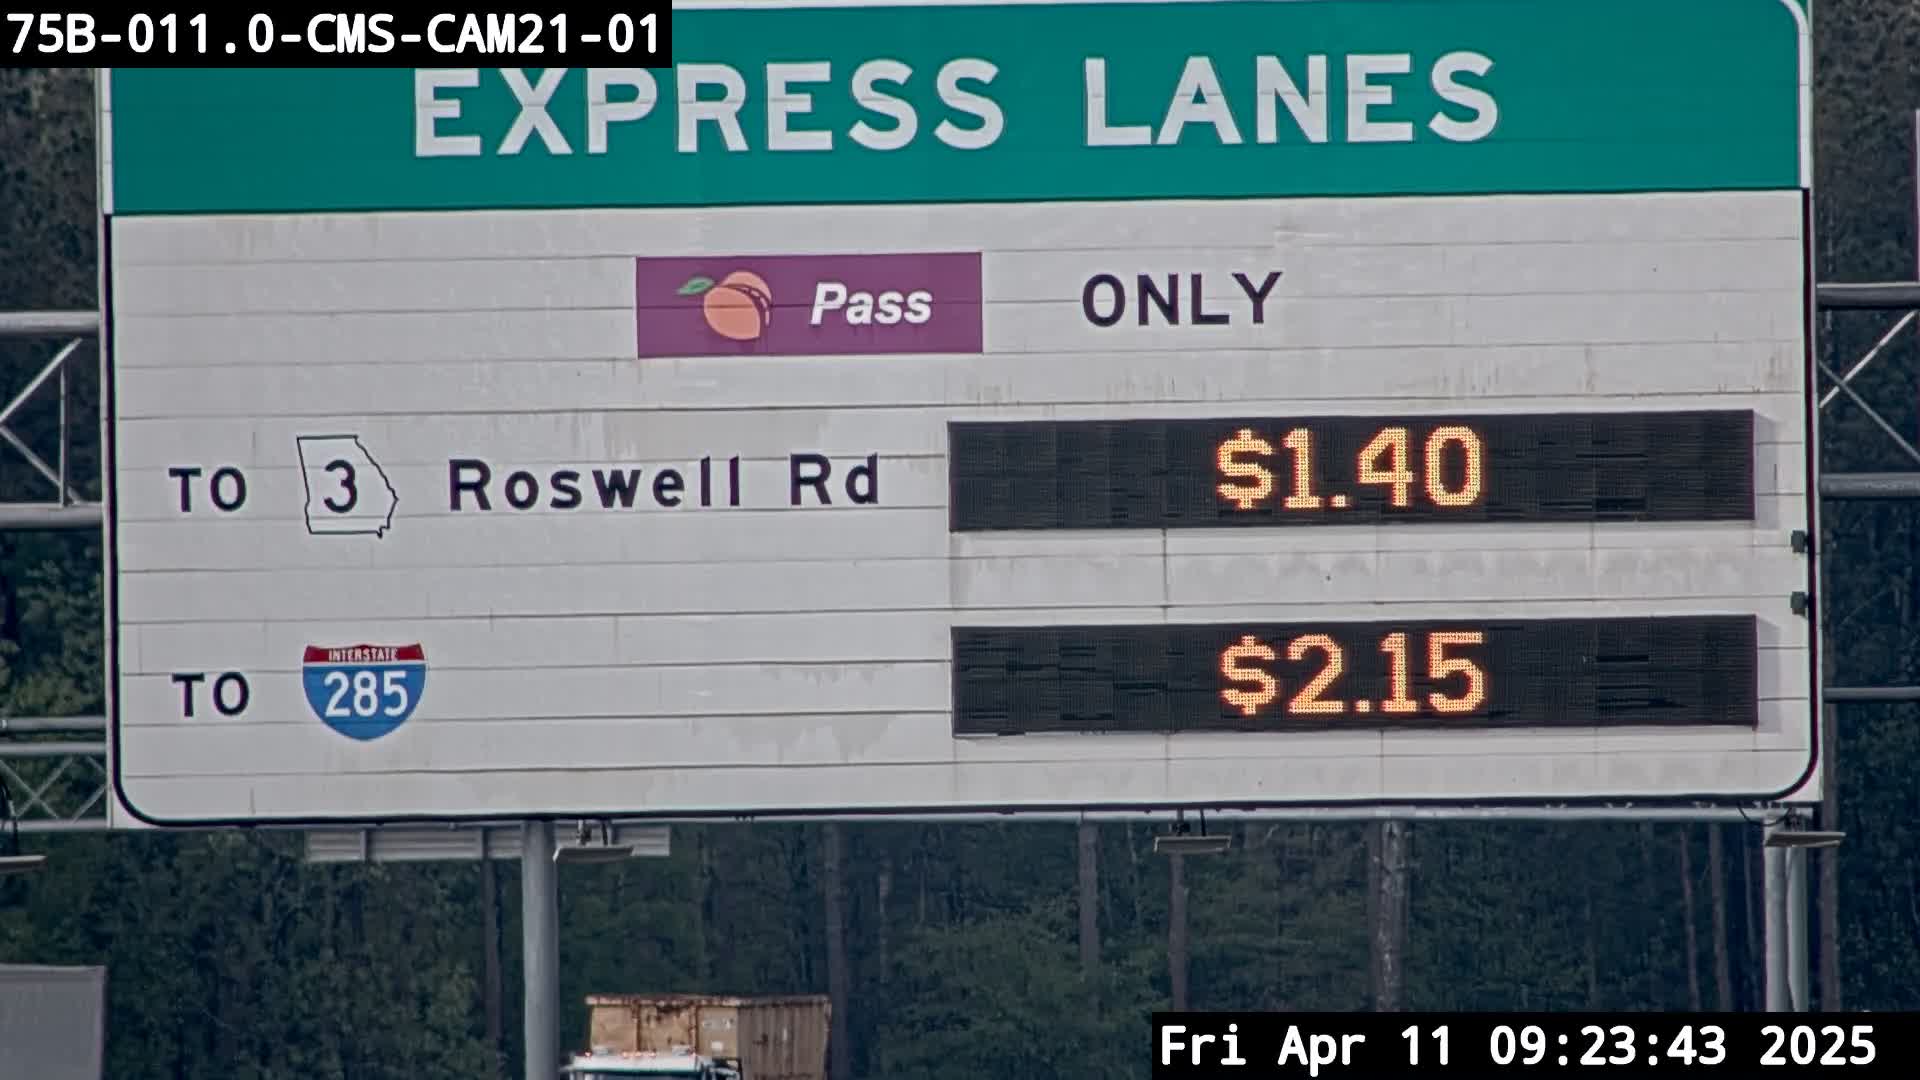 75B-011.0-CMS-CAM21-01
EXPRESS LANES
Pass ONLY
TO 3 Roswell Rd $1.40
TO INTERSTATE 285 $2.15
Fri Apr 11 09:23:43 2025